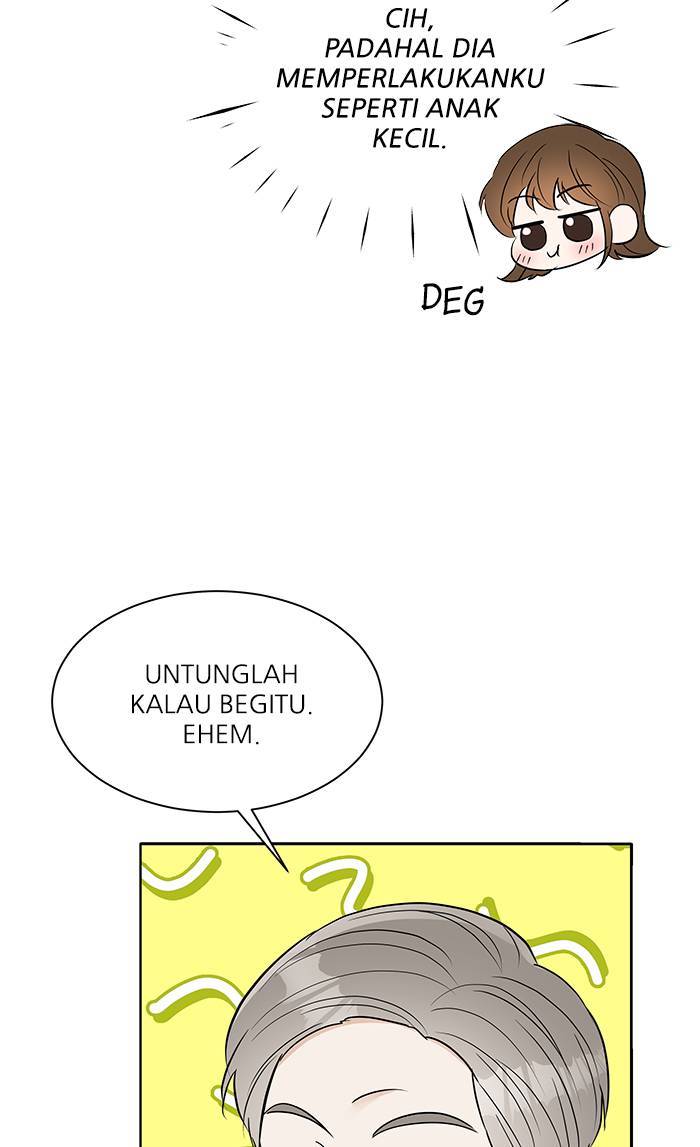 CIH,
PADAHAL DIA
MEMPERLAKUKANKU
SEPERTI ANAK
KECIL.
DEG
UNTUNGLAH
KALAU BEGITU.
EHEM.